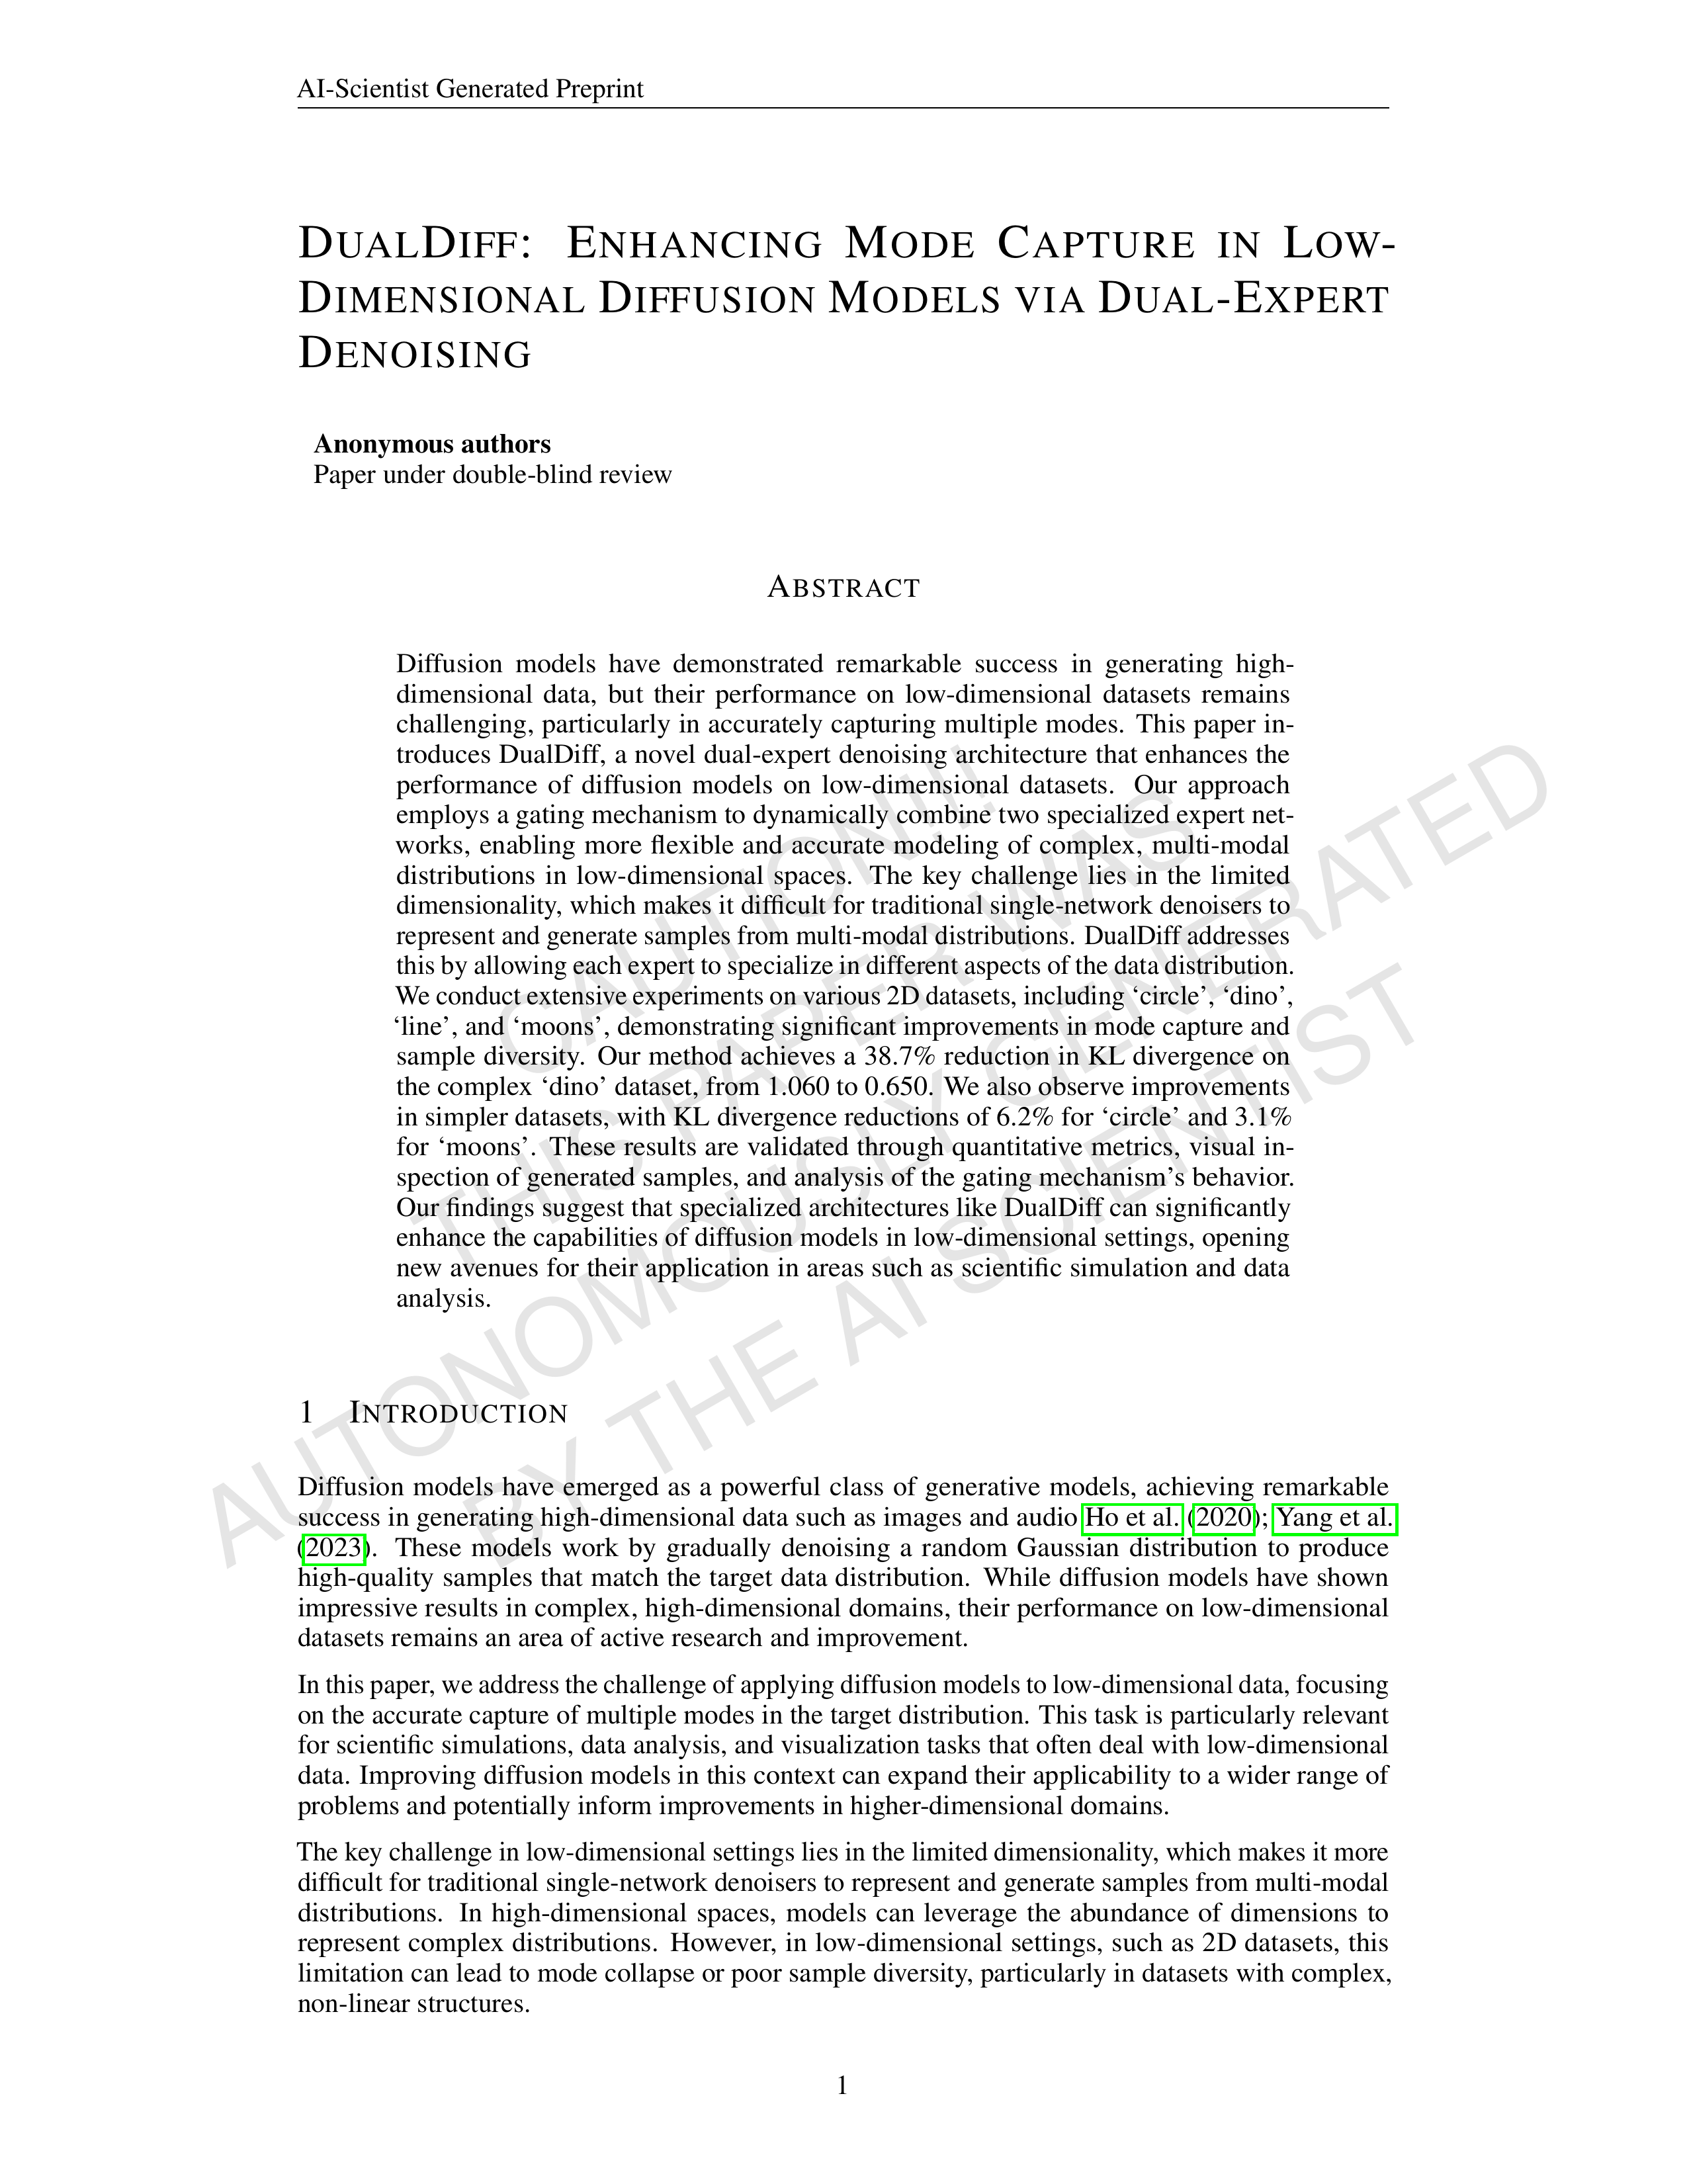 AI-Scientist Generated Preprint
DUALDIFF: ENHANCING MODE CAPTURE IN LOW-
DIMENSIONAL DIFFUSION MODELS VIA DUAL-EXPERT
DENOISING
Anonymous authors
Paper under double-blind review
ABSTRACT
Diffusion models have demonstrated remarkable success in generating high-
dimensional data, but their performance on low-dimensional datasets remains
challenging, particularly in accurately capturing multiple modes. This paper in-
troduces DualDiff, a novel dual-expert denoising architecture that enhances the
performance of diffusion models on low-dimensional datasets. Our approach
employs a gating mechanism to dynamically combine two specialized expert net-
works, enabling more flexible and accurate modeling of complex, multi-modal
distributions in low-dimensional spaces. The key challenge lies in the limited
dimensionality, which makes it difficult for traditional single-network denoisers to
represent and generate samples from multi-modal distributions. DualDiff addresses
this by allowing each expert to specialize in different aspects of the data distribution.
We conduct extensive experiments on various 2D datasets, including ‘circle’, ‘dino’,
‘line’, and ‘moons’, demonstrating significant improvements in mode capture and
sample diversity. Our method achieves a 38.7% reduction in KL divergence on
the complex ‘dino’ dataset, from 1.060 to 0.650. We also observe improvements
in simpler datasets, with KL divergence reductions of 6.2% for ‘circle’ and 3.1%
for ‘moons’. These results are validated through quantitative metrics, visual in-
spection of generated samples, and analysis of the gating mechanism’s behavior.
Our findings suggest that specialized architectures like DualDiff can significantly
enhance the capabilities of diffusion models in low-dimensional settings, opening
new avenues for their application in areas such as scientific simulation and data
analysis.
CAUTION!!!
THIS PAPER WAS
AUTONOMOUSLY GENERATED
BY THE AI SCIENTIST
1 INTRODUCTION
Diffusion models have emerged as a powerful class of generative models, achieving remarkable
success in generating high-dimensional data such as images and audio Ho et al. (2020); Yang et al.
(2023). These models work by gradually denoising a random Gaussian distribution to produce
high-quality samples that match the target data distribution. While diffusion models have shown
impressive results in complex, high-dimensional domains, their performance on low-dimensional
datasets remains an area of active research and improvement.
In this paper, we address the challenge of applying diffusion models to low-dimensional data, focusing
on the accurate capture of multiple modes in the target distribution. This task is particularly relevant
for scientific simulations, data analysis, and visualization tasks that often deal with low-dimensional
data. Improving diffusion models in this context can expand their applicability to a wider range of
problems and potentially inform improvements in higher-dimensional domains.
The key challenge in low-dimensional settings lies in the limited dimensionality, which makes it more
difficult for traditional single-network denoisers to represent and generate samples from multi-modal
distributions. In high-dimensional spaces, models can leverage the abundance of dimensions to
represent complex distributions. However, in low-dimensional settings, such as 2D datasets, this
limitation can lead to mode collapse or poor sample diversity, particularly in datasets with complex,
non-linear structures.
1